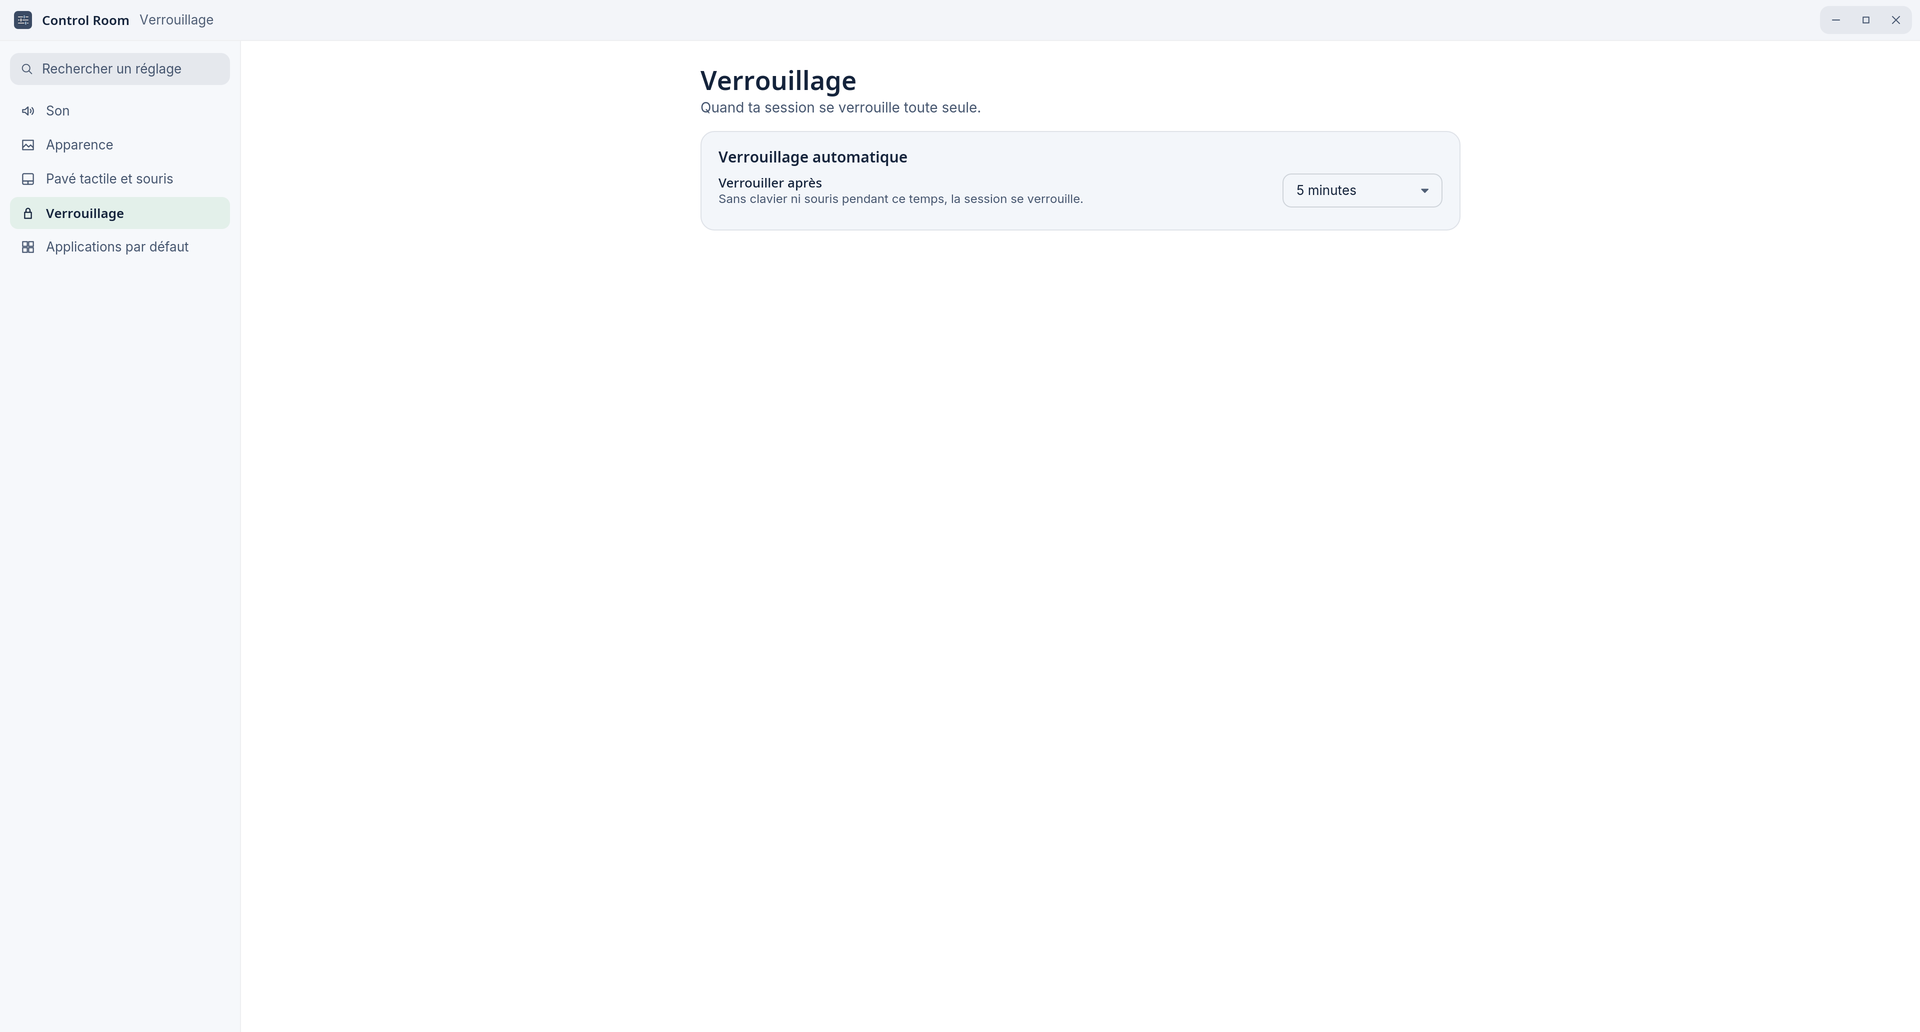 Control Room Verrouillage
Rechercher un réglage
Son
Apparence
Pavé tactile et souris
Verrouillage
Applications par défaut
Verrouillage
Quand ta session se verrouille toute seule.
Verrouillage automatique
Verrouiller après
Sans clavier ni souris pendant ce temps, la session se verrouille.
5 minutes